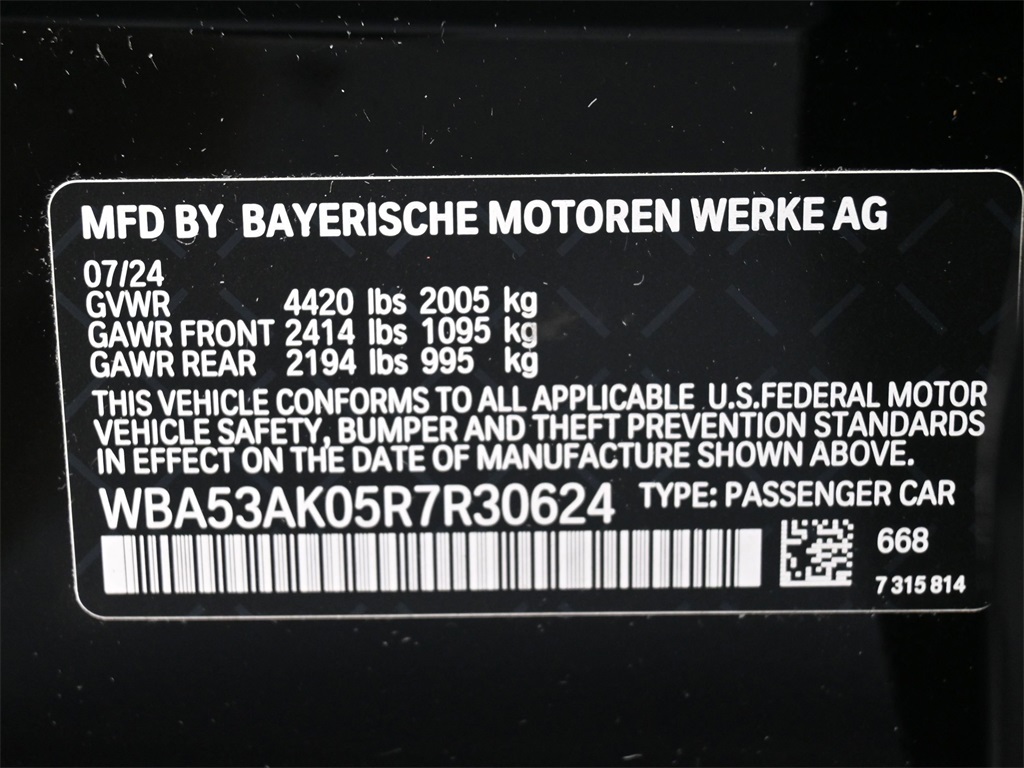 MFD BY BAYERISCHE MOTOREN WERKE AG
07/24
GVWR 4420 lbs 2005 kg
GAWR FRONT 2414 lbs 1095 kg
GAWR REAR 2194 lbs 995 kg
THIS VEHICLE CONFORMS TO ALL APPLICABLE U.S.FEDERAL MOTOR
VEHICLE SAFETY, BUMPER AND THEFT PREVENTION STANDARDS
IN EFFECT ON THE DATE OF MANUFACTURE SHOWN ABOVE.
WBA53AK05R7R30624 TYPE: PASSENGER CAR
668
7 315 814